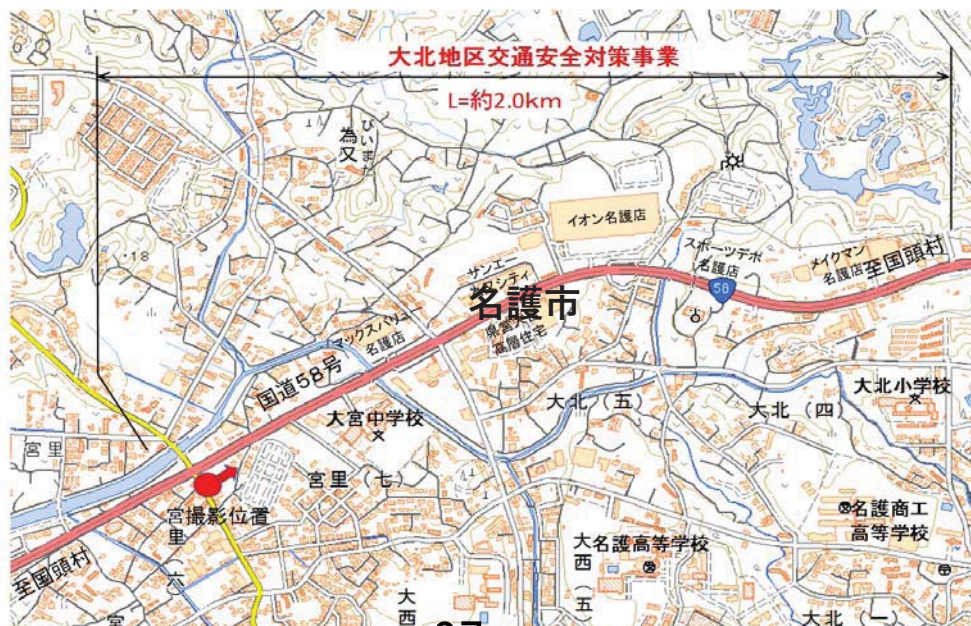 大北地区交通安全対策事業
L=約2.0km
為又
びいまた
イオン名護店
・18
スポーツデポ
名護店
メイクマン
名護店
至国頭村
58
サンエー
名護市
マックスバリュー
名護店
高層住宅
国道58号
大宮中学校
大北（五）
大北（四）
大北小学校
宮里
宮里（七）
撮影位置
宮里六）
至国頭村
名護商工
高等学校
名護高等学校
大西（五）
大西
大北（一
宮